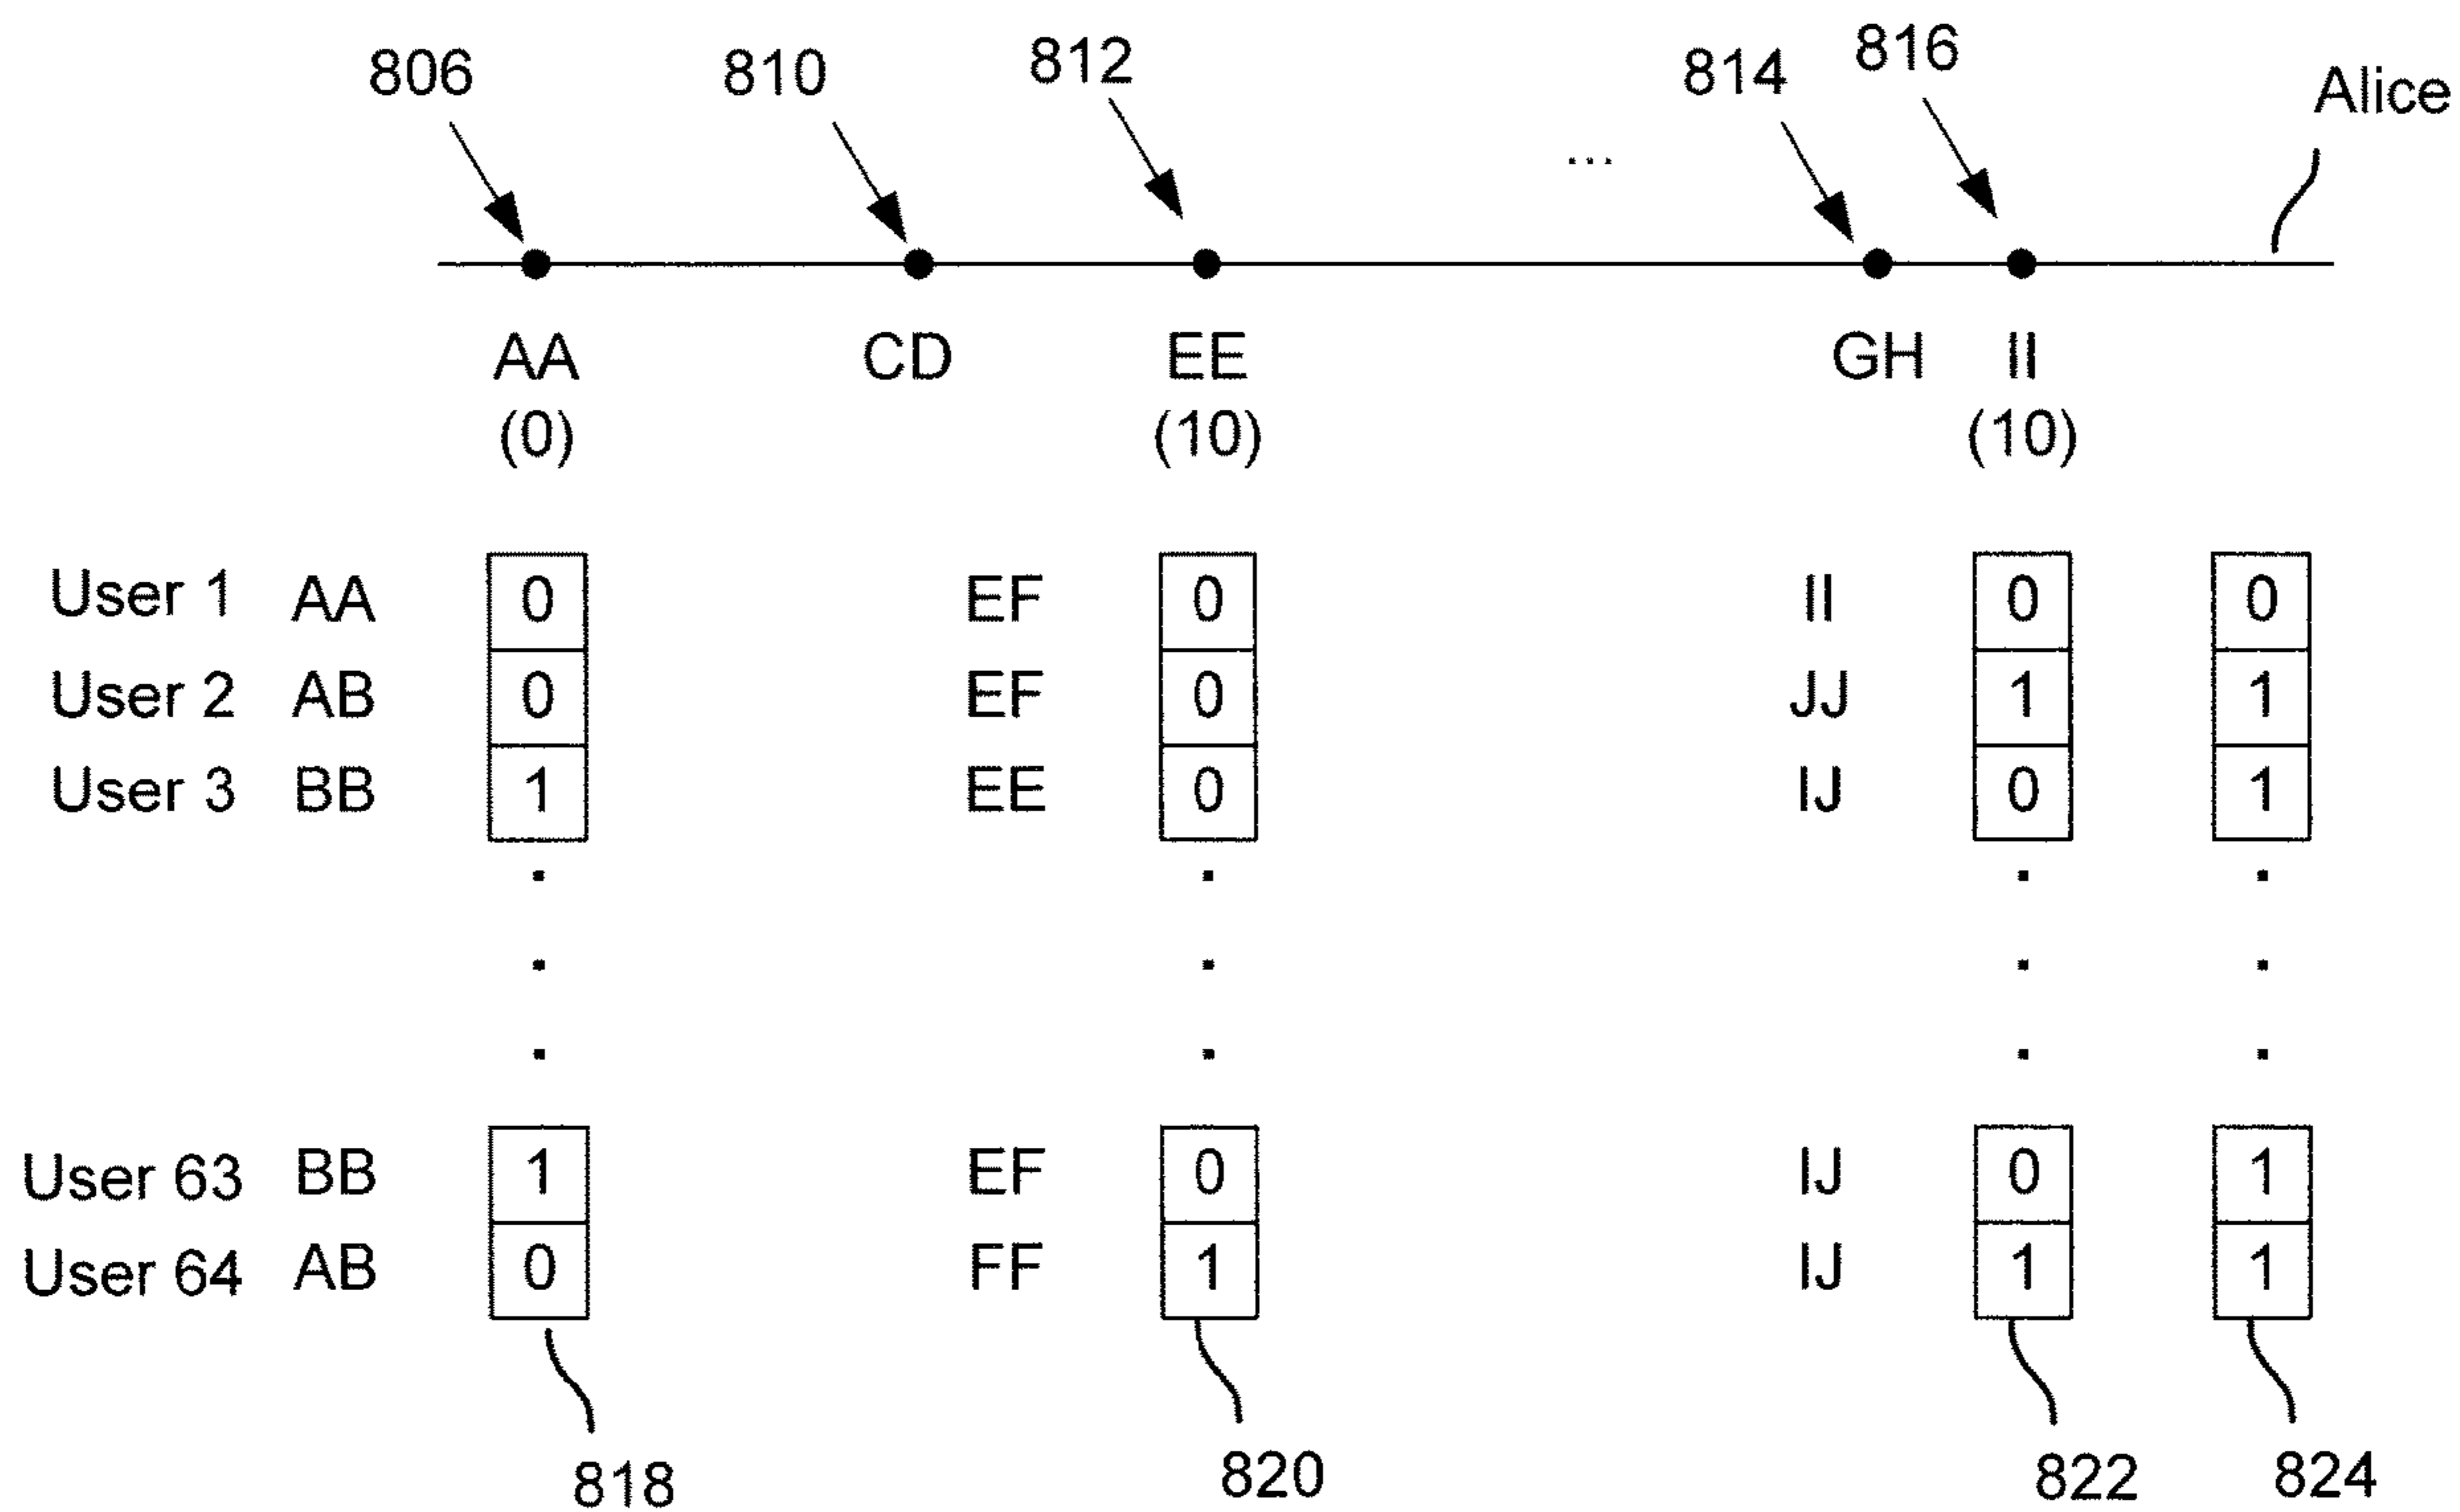 806 810 812 814 816 Alice
...
AA CD EE GH II
(0) (10) (10)
User 1 AA 0 EF 0 II 0 0
User 2 AB 0 EF 0 JJ 1 1
User 3 BB 1 EE 0 IJ 0 1
User 63 BB 1 EF 0 IJ 0 1
User 64 AB 0 FF 1 IJ 1 1
818 820 822 824